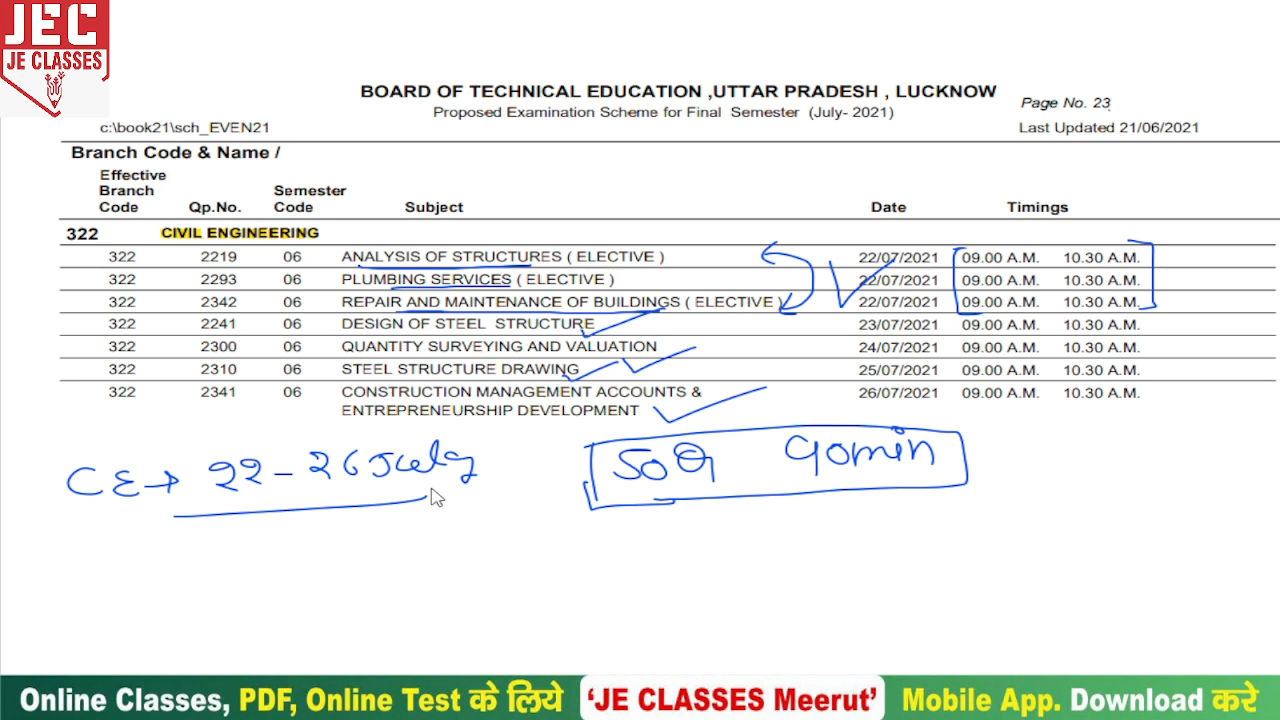 JEC
JE CLASSES
BOARD OF TECHNICAL EDUCATION ,UTTAR PRADESH , LUCKNOW
Page No. 23
Proposed Examination Scheme for Final Semester (July- 2021)
c:\book21\sch_EVEN21
Last Updated 21/06/2021
Branch Code & Name /
Effective Branch Code Qp.No. Semester Code Subject Date Timings
322 CIVIL ENGINEERING
322 2219 06 ANALYSIS OF STRUCTURES ( ELECTIVE ) 22/07/2021 09.00 A.M. 10.30 A.M.
322 2293 06 PLUMBING SERVICES ( ELECTIVE ) 22/07/2021 09.00 A.M. 10.30 A.M.
322 2342 06 REPAIR AND MAINTENANCE OF BUILDINGS ( ELECTIVE ) 22/07/2021 09.00 A.M. 10.30 A.M.
322 2241 06 DESIGN OF STEEL STRUCTURE 23/07/2021 09.00 A.M. 10.30 A.M.
322 2300 06 QUANTITY SURVEYING AND VALUATION 24/07/2021 09.00 A.M. 10.30 A.M.
322 2310 06 STEEL STRUCTURE DRAWING 25/07/2021 09.00 A.M. 10.30 A.M.
322 2341 06 CONSTRUCTION MANAGEMENT ACCOUNTS & 26/07/2021 09.00 A.M. 10.30 A.M.
ENTREPRENEURSHIP DEVELOPMENT
CE → 22 - 26 July 50 Q 90 min
Online Classes, PDF, Online Test के लिये 'JE CLASSES Meerut' Mobile App. Download करे